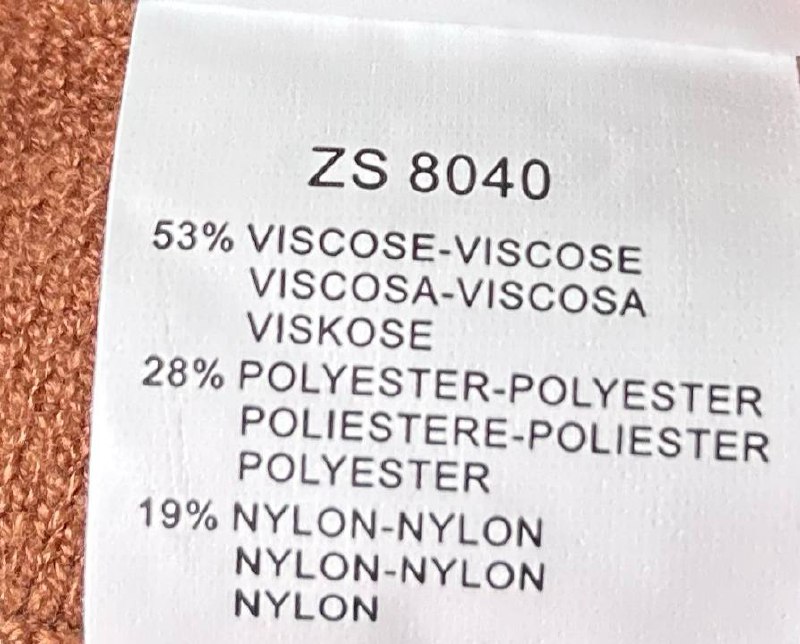 ZS 8040
53% VISCOSE-VISCOSE
VISCOSA-VISCOSA
VISKOSE
28% POLYESTER-POLYESTER
POLIESTERE-POLIESTER
POLYESTER
19% NYLON-NYLON
NYLON-NYLON
NYLON